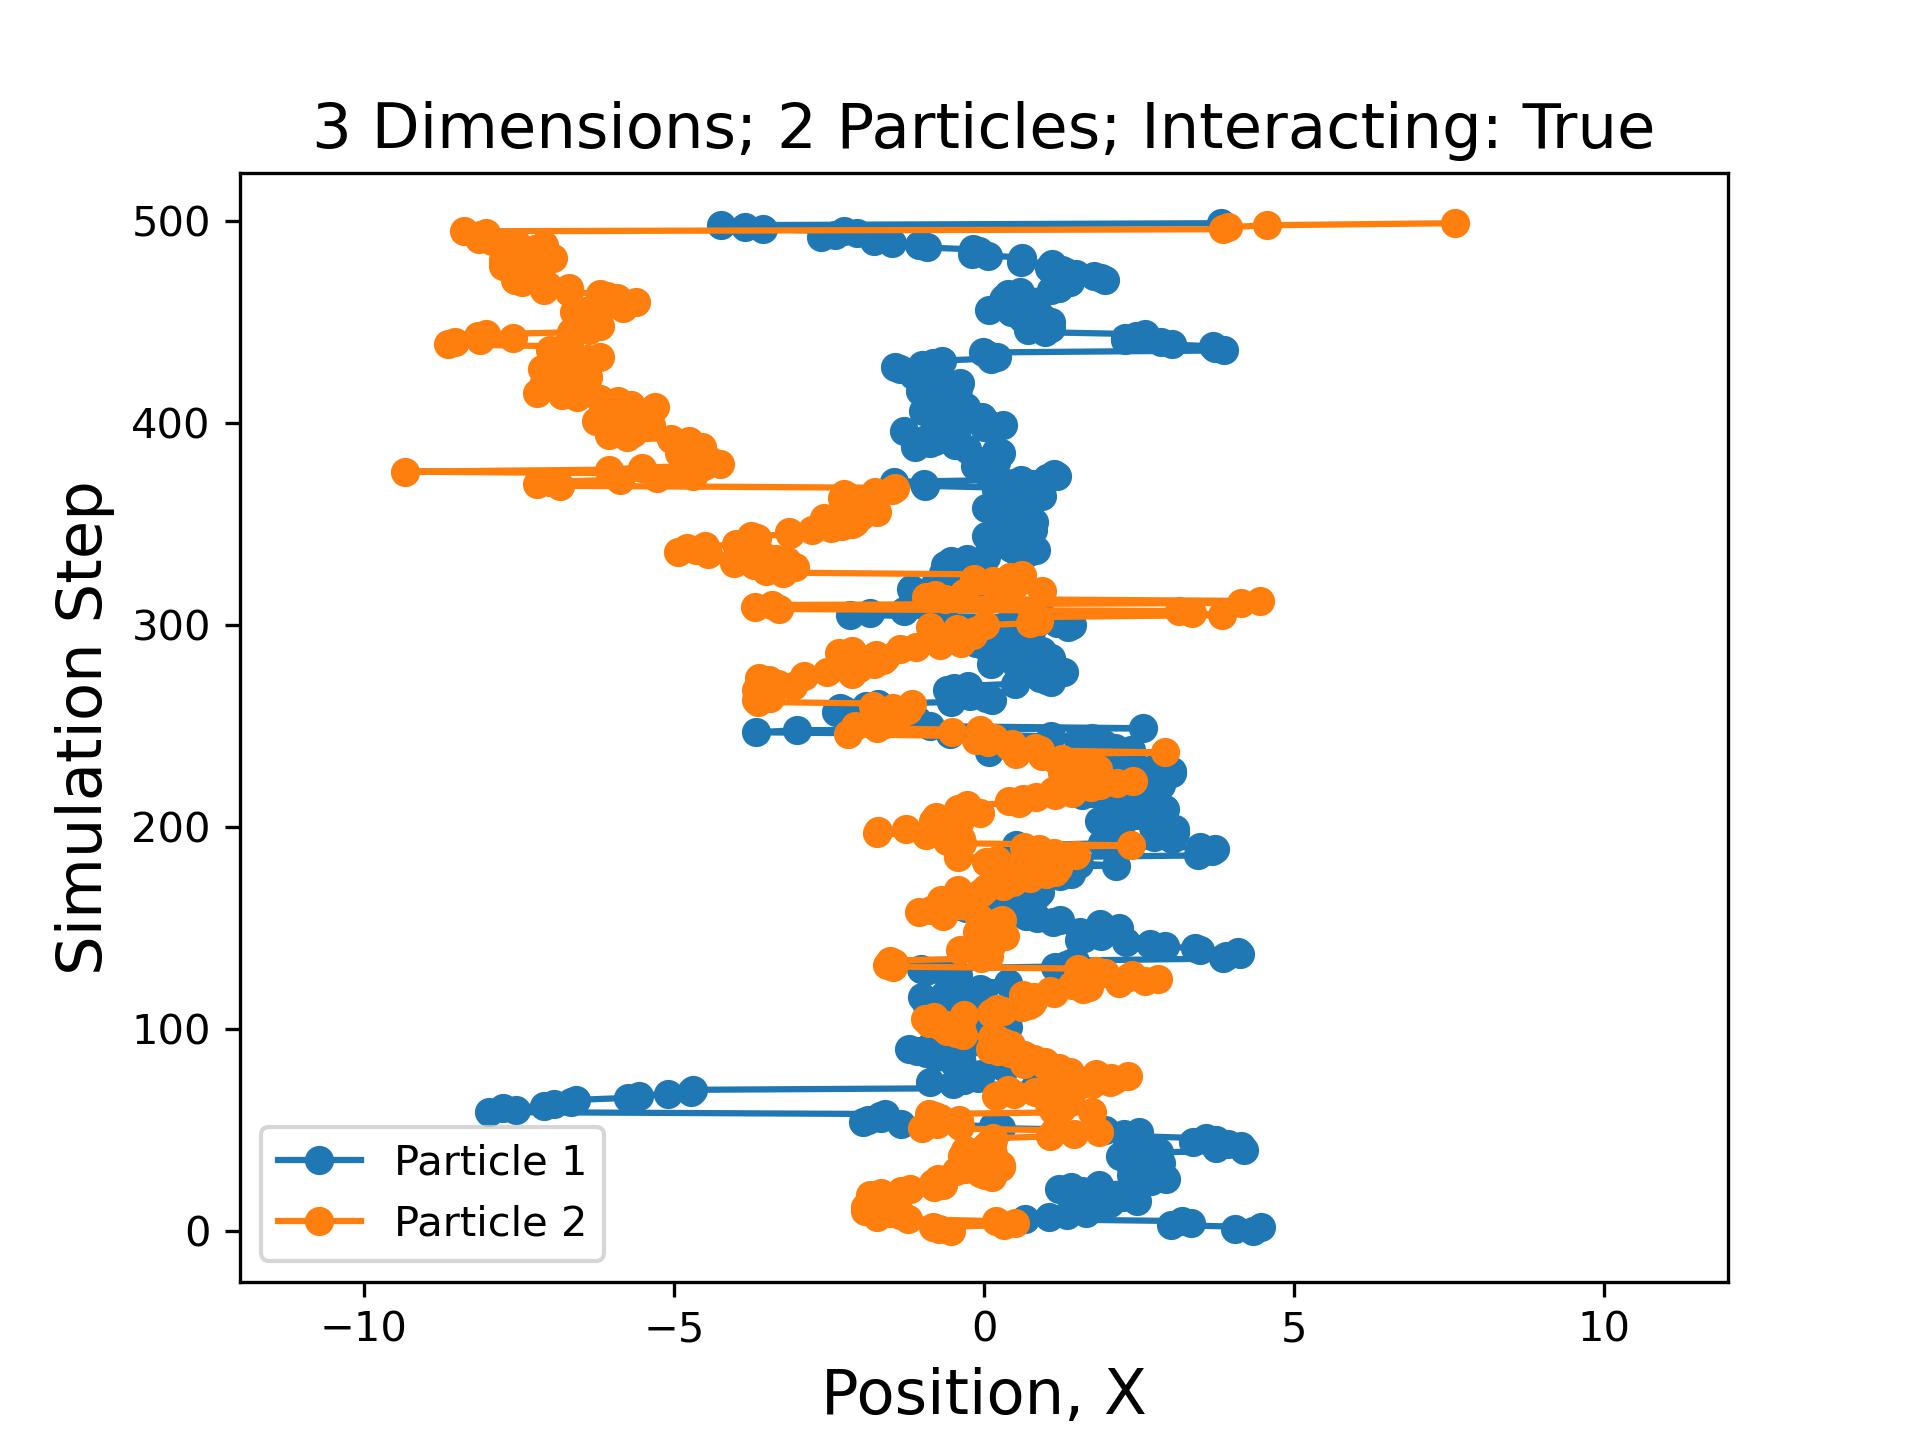 3 Dimensions; 2 Particles; Interacting: True
Simulation Step
500
400
300
200
100
0
Particle 1
Particle 2
−10
−5
0
5
10
Position, X